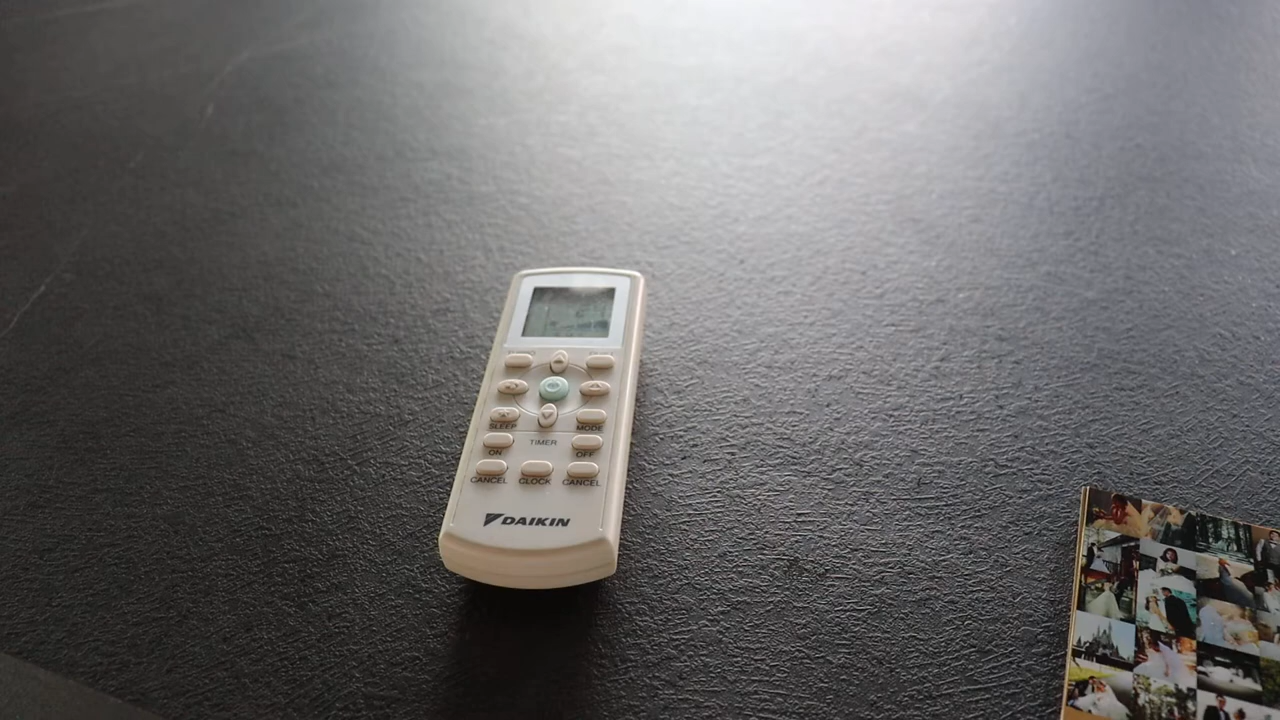 SLEEP MODE
TIMER
ON OFF
CANCEL CLOCK CANCEL
DAIKIN